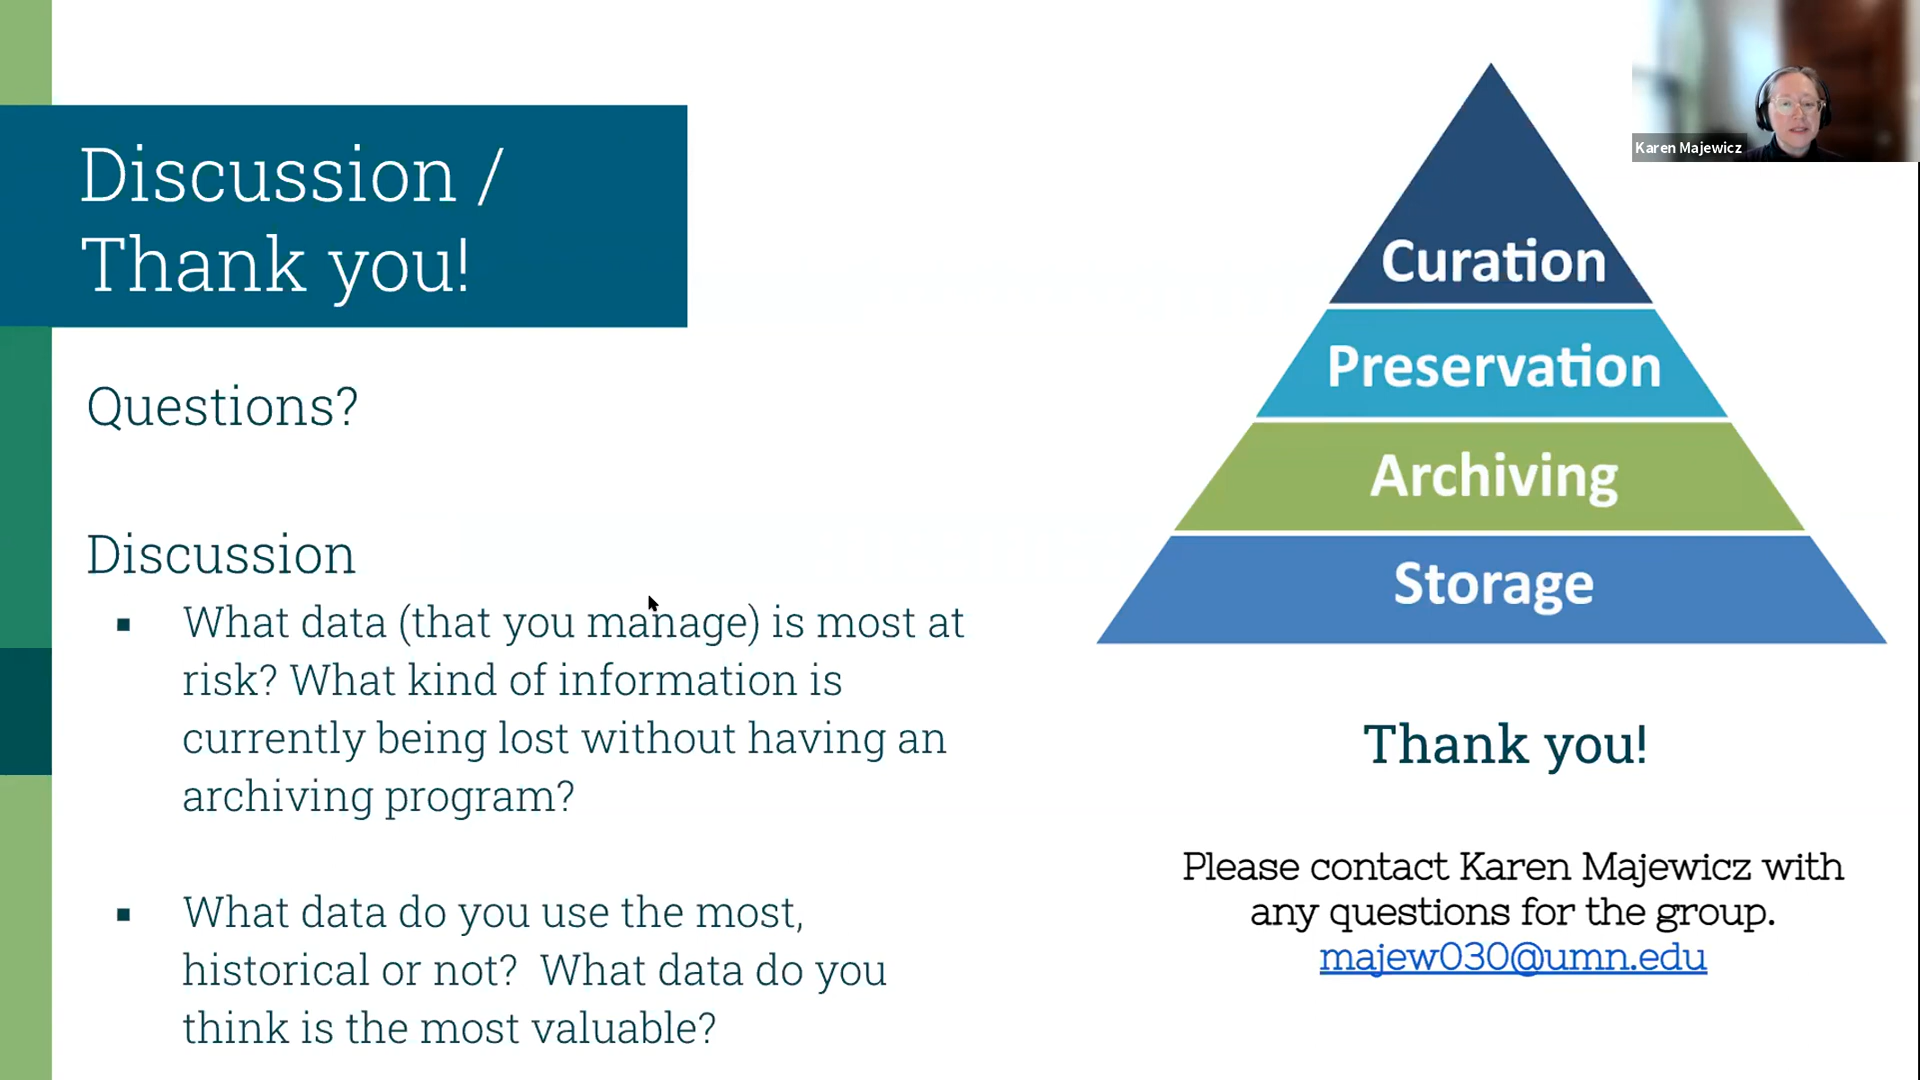 Discussion /
Thank you!
Questions?
Discussion
▪ What data (that you manage) is most at
risk? What kind of information is
currently being lost without having an
archiving program?
▪ What data do you use the most,
historical or not?  What data do you
think is the most valuable?
Karen Majewicz
Curation
Preservation
Archiving
Storage
Thank you!
Please contact Karen Majewicz with
any questions for the group.
majew030@umn.edu